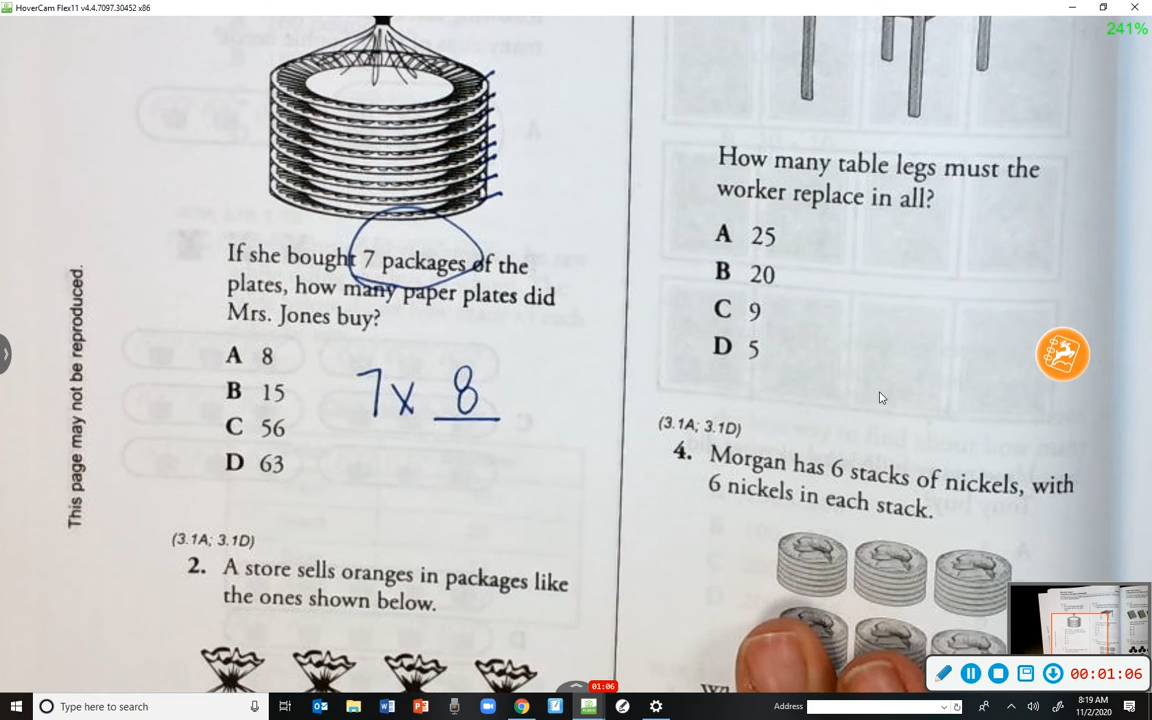 HoverCam Flex11 v4.4.7097.30452 x86
241%
This page may not be reproduced.
If she bought 7 packages of the
plates, how many paper plates did
Mrs. Jones buy?
A 8
B 15
C 56
D 63
7 x 8
(3.1A; 3.1D)
2. A store sells oranges in packages like
the ones shown below.
How many table legs must the
worker replace in all?
A 25
B 20
C 9
D 5
(3.1A; 3.1D)
4. Morgan has 6 stacks of nickels, with
6 nickels in each stack.
00:01:06
01:06
Type here to search
Address
8:19 AM
11/2/2020